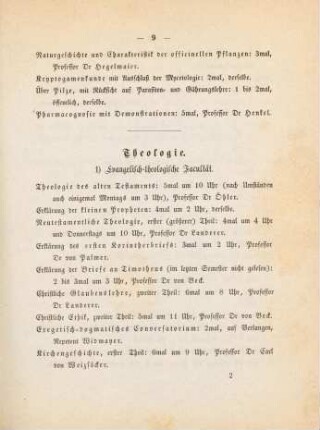 — 9 —
Naturgeschichte und Charakteristik der officinellen Pflanzen: 3mal,
Professor Dr Hegelmaier.
Kryptogamenkunde mit Ausschluß der Mycetologie: 2mal, derselbe.
Über Pilze, mit Rücksicht auf Parasiten- und Gährungslehre: 1 bis 2mal,
öffentlich, derselbe.
Pharmacognosie mit Demonstrationen: 5mal, Professor Dr Henkel.
Theologie.
1) Evangelisch-theologische Facultät.
Theologie des alten Testaments: 5mal um 10 Uhr (nach Umständen
auch einigemal Montags um 3 Uhr), Professor Dr Öhler.
Erklärung der kleinen Propheten: 4mal um 2 Uhr, derselbe.
Neutestamentliche Theologie, erster (größerer) Theil: 4mal um 4 Uhr
und Donnerstags um 10 Uhr, Professor Dr Landerer.
Erklärung des ersten Korintherbriefs: 5mal um 3 Uhr, Professor Dr
von Palmer.
Erklärung der Briefe an Timotheus (im letzten Semester nicht gelesen):
2 bis 3mal um 3 Uhr, Professor Dr von Beck.
Christliche Glaubenslehre, zweiter Theil: 6mal um 8 Uhr, Professor
Dr Landerer.
Christliche Ethik, zweiter Theil: 5mal um 11 Uhr, Professor Dr von Beck.
Exegetisch-dogmatisches Conversatorium: 2mal, auf Verlangen,
Repetent Widmayer.
Kirchengeschichte, erster Theil: 6mal um 9 Uhr, Professor Dr Carl
von Weizsäcker.
2